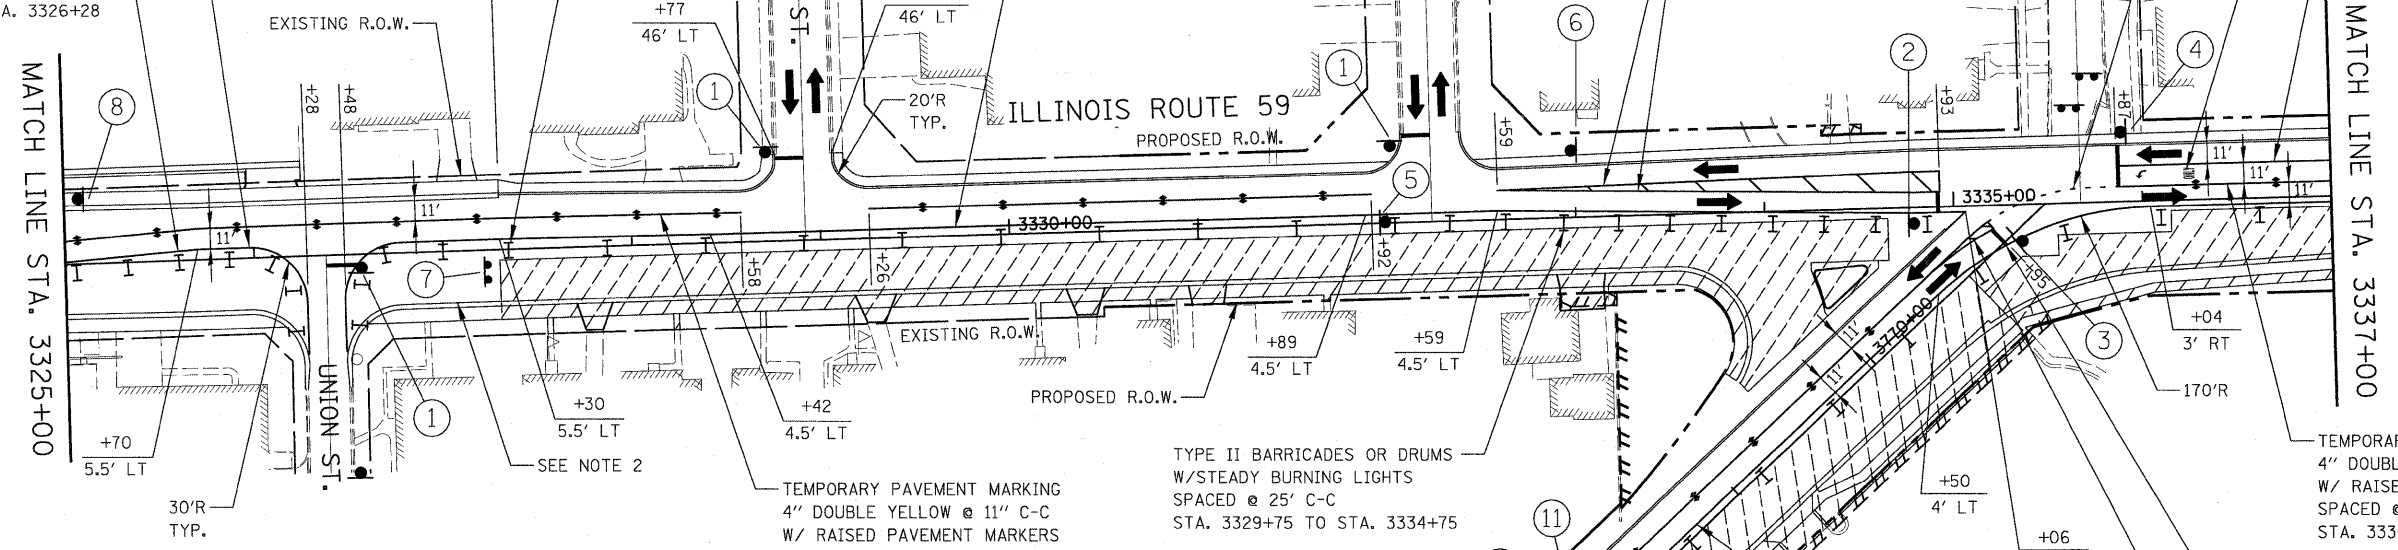 A. 3326+28
EXISTING R.O.W.
+77
46' LT
ST.
46' LT
6
2
4
MATCH LINE STA. 3325+00
8
+28
+48
1
20'R
TYP.
ILLINOIS ROUTE 59
PROPOSED R.O.W.
1
+59
+93
+87
MATCH LINE STA. 3337+00
11'
11'
11'
11'
11'
5
3330+00
3335+00
7
+58
+26
+92
+95
3770+00
11'
11'
EXISTING R.O.W.
+89
4.5' LT
+59
4.5' LT
+04
3' RT
3
170'R
PROPOSED R.O.W.
+70
5.5' LT
UNION ST.
1
+30
5.5' LT
+42
4.5' LT
SEE NOTE 2
30'R
TYP.
TEMPORARY PAVEMENT MARKING
4" DOUBLE YELLOW @ 11" C-C
W/ RAISED PAVEMENT MARKERS
TYPE II BARRICADES OR DRUMS
W/STEADY BURNING LIGHTS
SPACED @ 25' C-C
STA. 3329+75 TO STA. 3334+75
11
+50
4' LT
+06
TEMPORAR
4" DOUBL
W/ RAISE
SPACED @
STA. 333